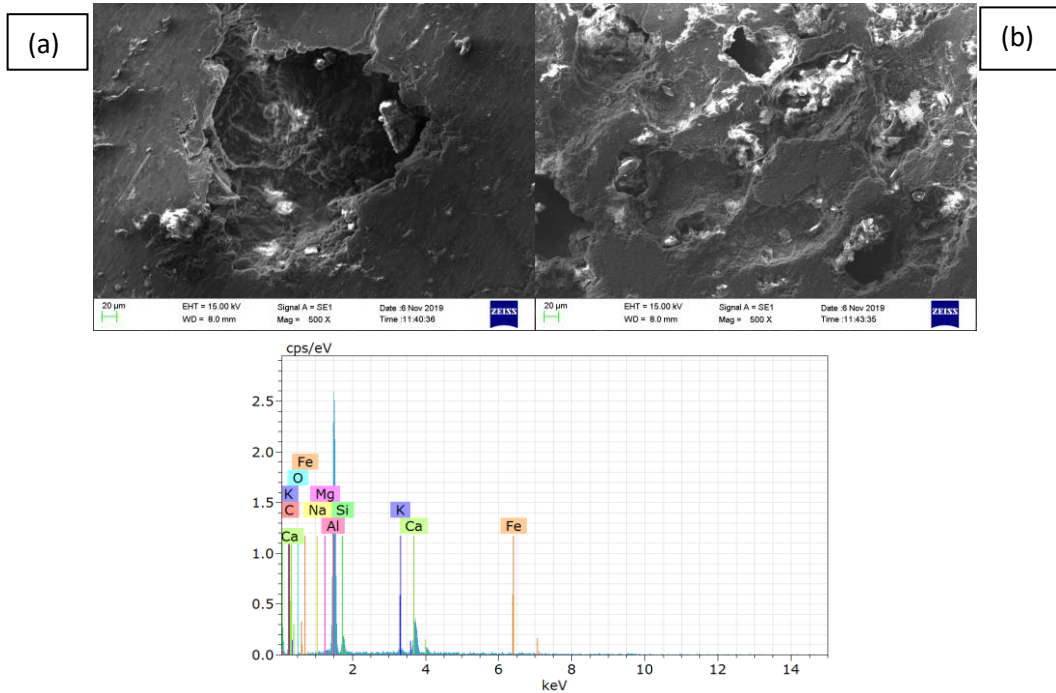 (a)
(b)
20 µm
EHT = 15.00 kV
Signal A = SE1
Date :6 Nov 2019
WD = 8.0 mm
Mag = 500 X
Time :11:40:36
ZEISS
20 µm
EHT = 15.00 kV
Signal A = SE1
Date :6 Nov 2019
WD = 8.0 mm
Mag = 500 X
Time :11:43:35
ZEISS
cps/eV
2.5
2.0
1.5
1.0
0.5
0.0
Fe
O
K
Mg
C
Na
Si
K
Ca
Al
Ca
Fe
2
4
6
8
10
12
14
keV